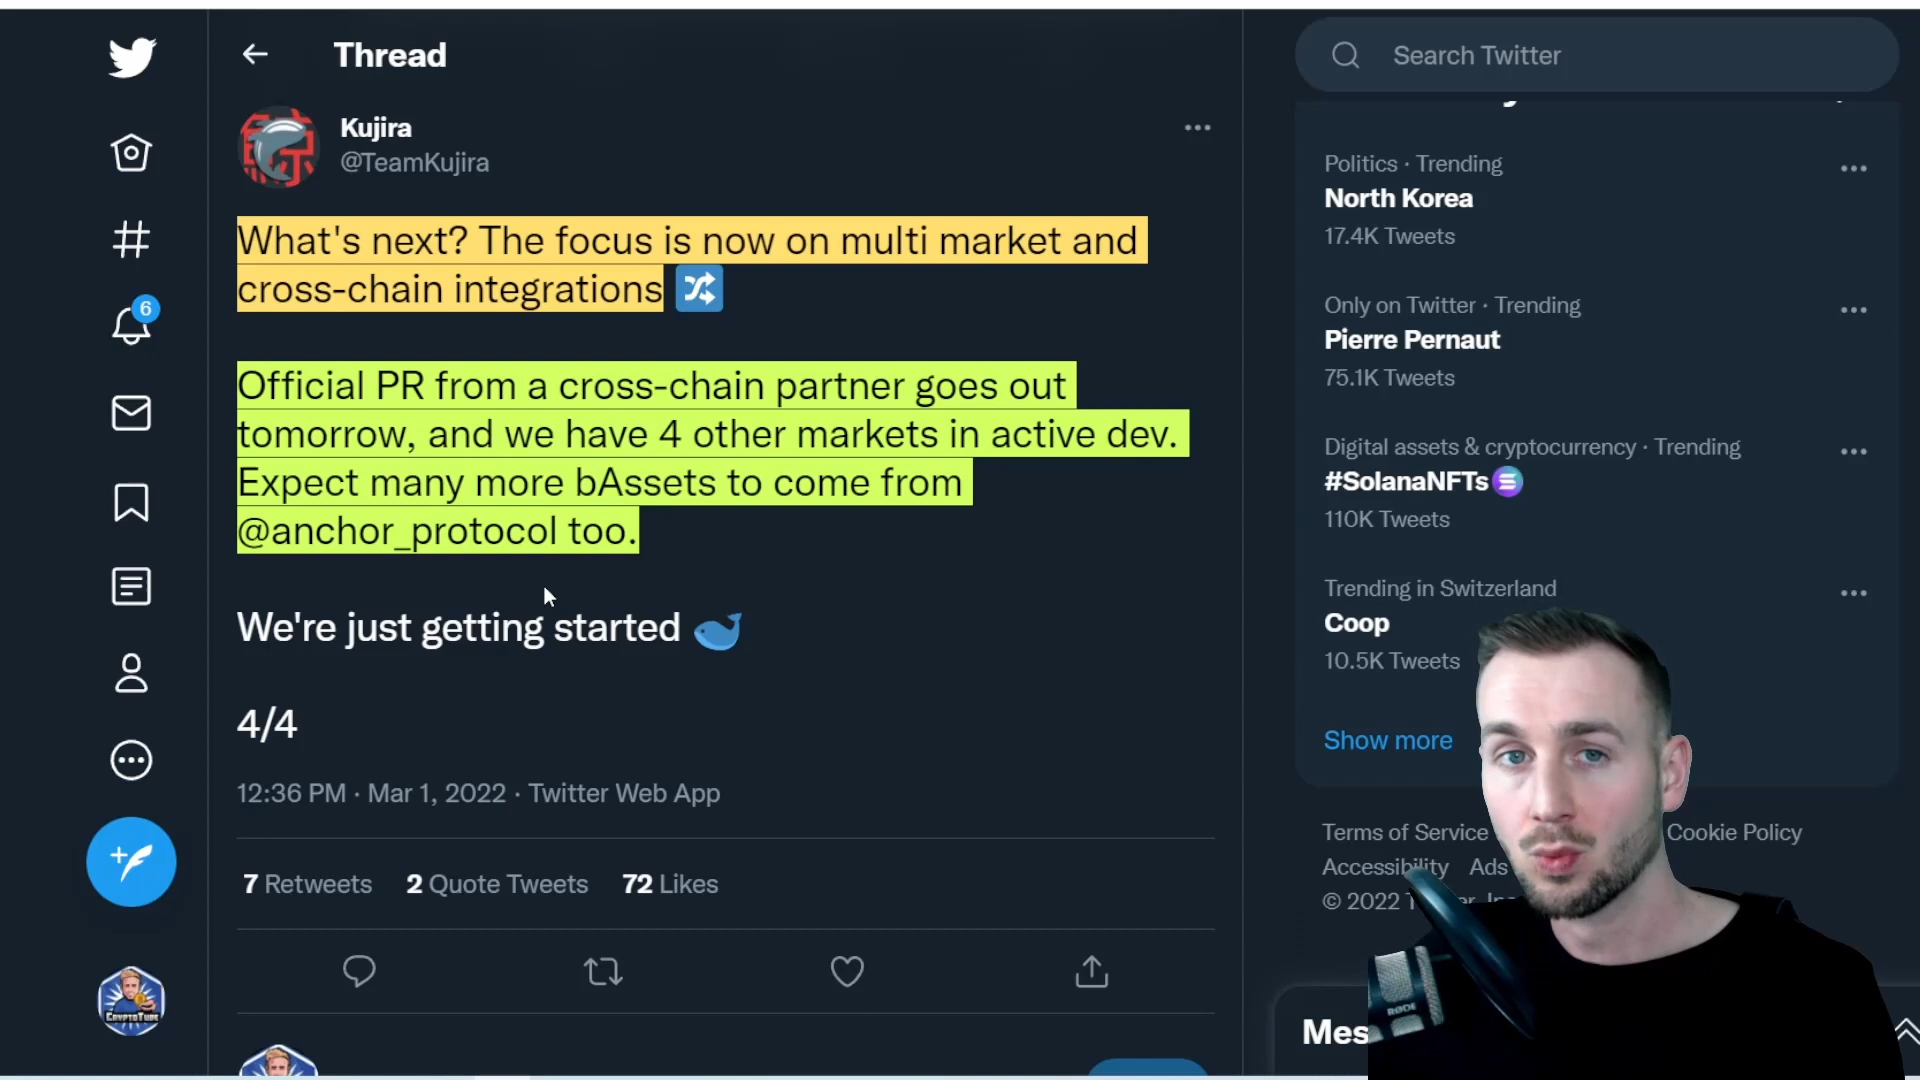 Thread
Search Twitter
Kujira
@TeamKujira
What's next? The focus is now on multi market and
cross-chain integrations
Official PR from a cross-chain partner goes out
tomorrow, and we have 4 other markets in active dev.
Expect many more bAssets to come from
@anchor_protocol too.
We're just getting started
4/4
12:36 PM · Mar 1, 2022 · Twitter Web App
7 Retweets 2 Quote Tweets 72 Likes
6
CRYPTOTUBE
Politics · Trending
North Korea
17.4K Tweets
Only on Twitter · Trending
Pierre Pernaut
75.1K Tweets
Digital assets & cryptocurrency · Trending
#SolanaNFTs
110K Tweets
Trending in Switzerland
Coop
10.5K Tweets
Show more
Terms of Service Cookie Policy
Accessibility Ads
© 2022
RØDE
Mes